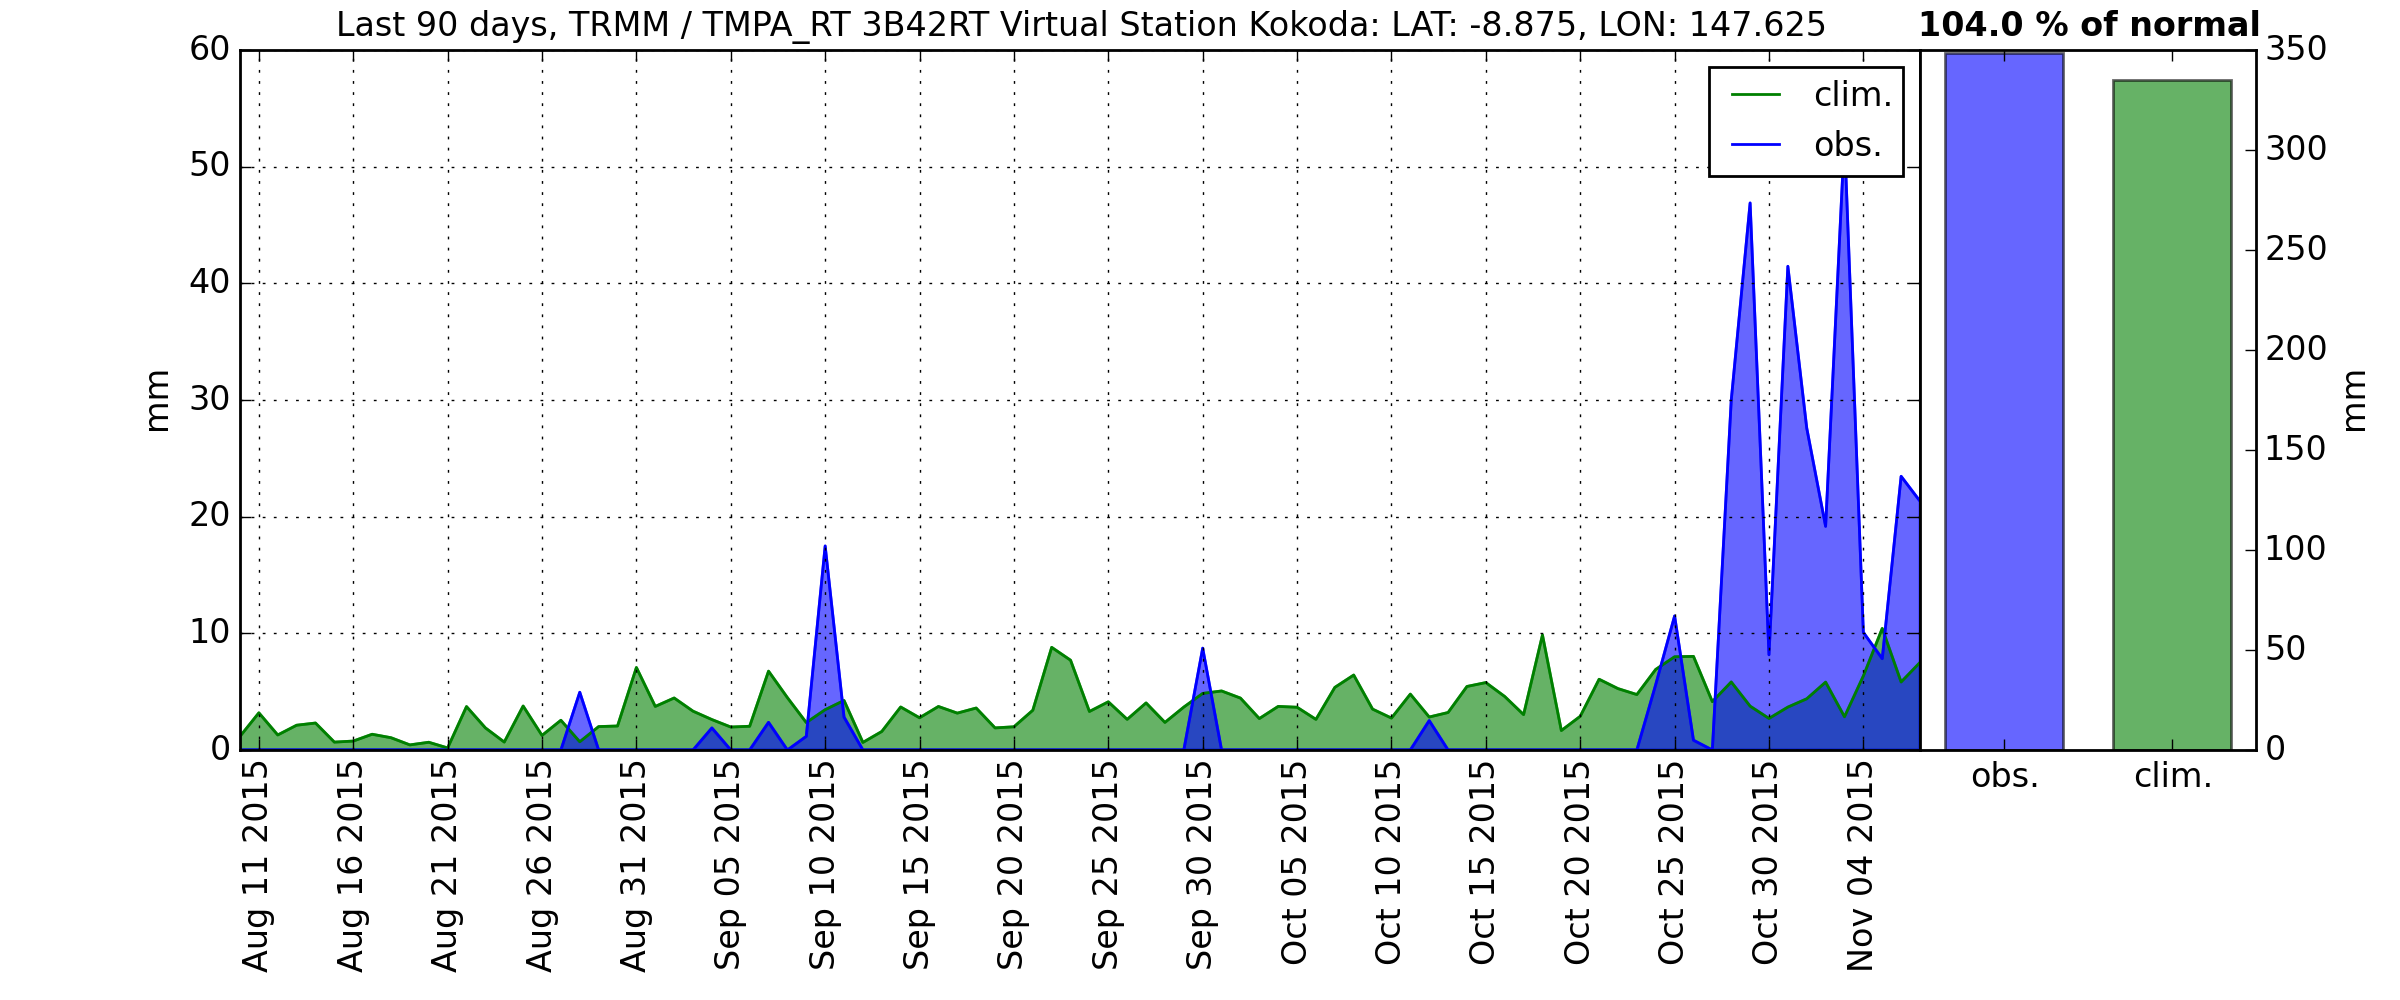 Last 90 days, TRMM / TMPA_RT 3B42RT Virtual Station Kokoda: LAT: -8.875, LON: 147.625
104.0 % of normal
60
50
40
30
20
10
0
mm
clim.
obs.
350
300
250
200
150
100
50
0
mm
Aug 11 2015
Aug 16 2015
Aug 21 2015
Aug 26 2015
Aug 31 2015
Sep 05 2015
Sep 10 2015
Sep 15 2015
Sep 20 2015
Sep 25 2015
Sep 30 2015
Oct 05 2015
Oct 10 2015
Oct 15 2015
Oct 20 2015
Oct 25 2015
Oct 30 2015
Nov 04 2015
obs.
clim.